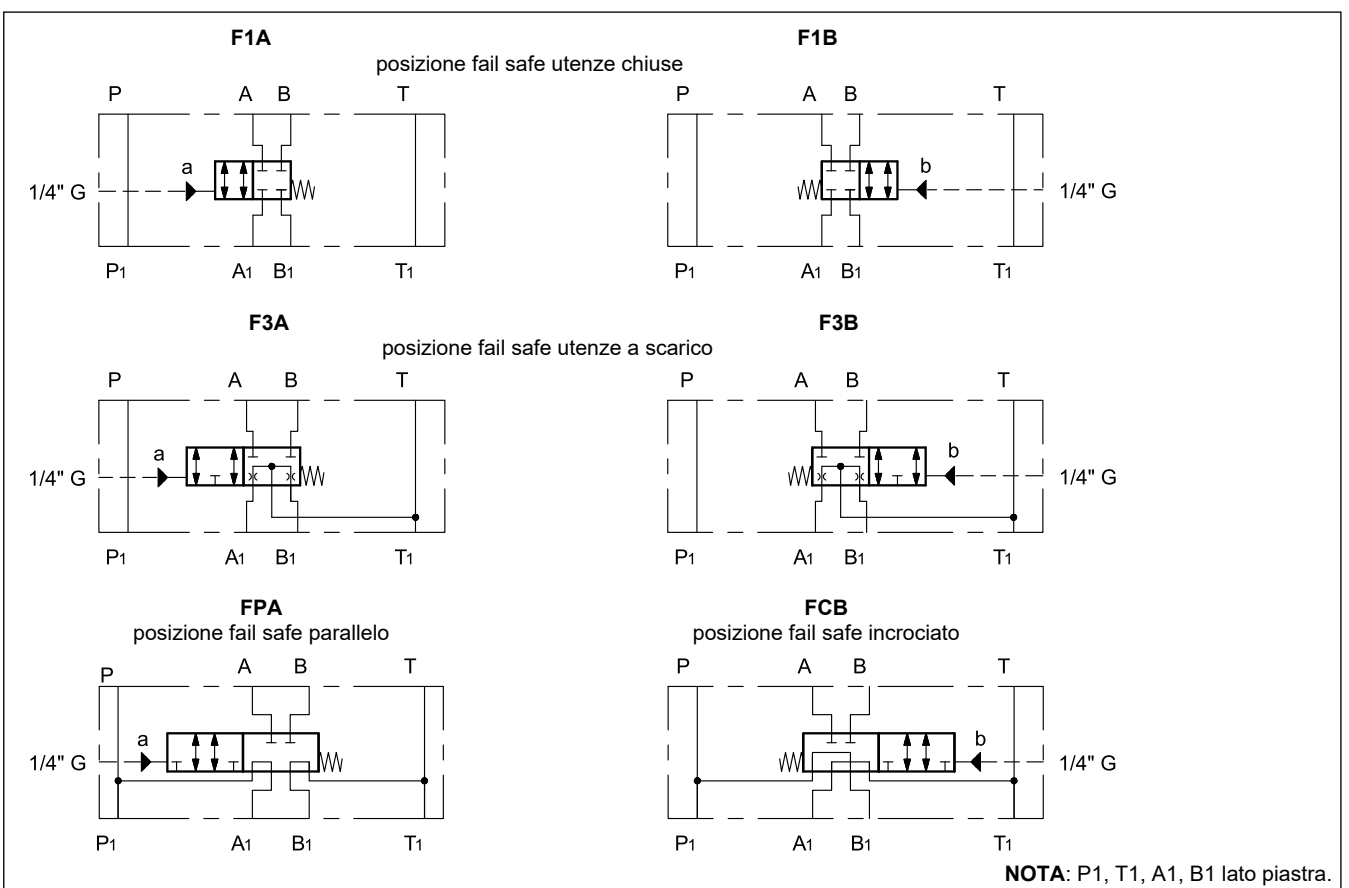 F1A F1B
posizione fail safe utenze chiuse
P A B T P A B T
a b
1/4" G 1/4" G
P1 A1 B1 T1 P1 A1 B1 T1
F3A F3B
posizione fail safe utenze a scarico
P A B T P A B T
a b
1/4" G 1/4" G
P1 A1 B1 T1 P1 A1 B1 T1
FPA FCB
posizione fail safe parallelo posizione fail safe incrociato
P A B T P A B T
a b
1/4" G 1/4" G
P1 A1 B1 T1 P1 A1 B1 T1
NOTA: P1, T1, A1, B1 lato piastra.